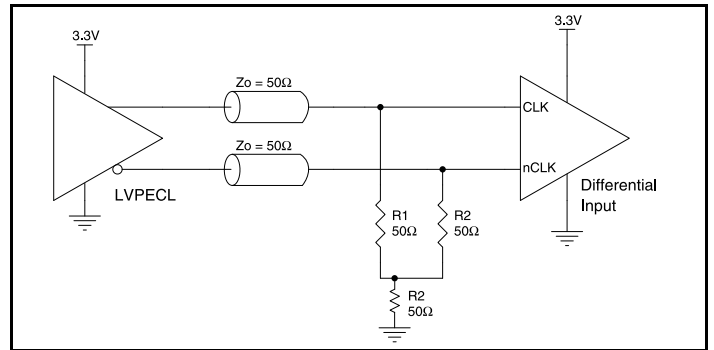 3.3V
3.3V
Zo = 50Ω
CLK
Zo = 50Ω
nCLK
LVPECL
Differential
Input
R1
50Ω
R2
50Ω
R2
50Ω